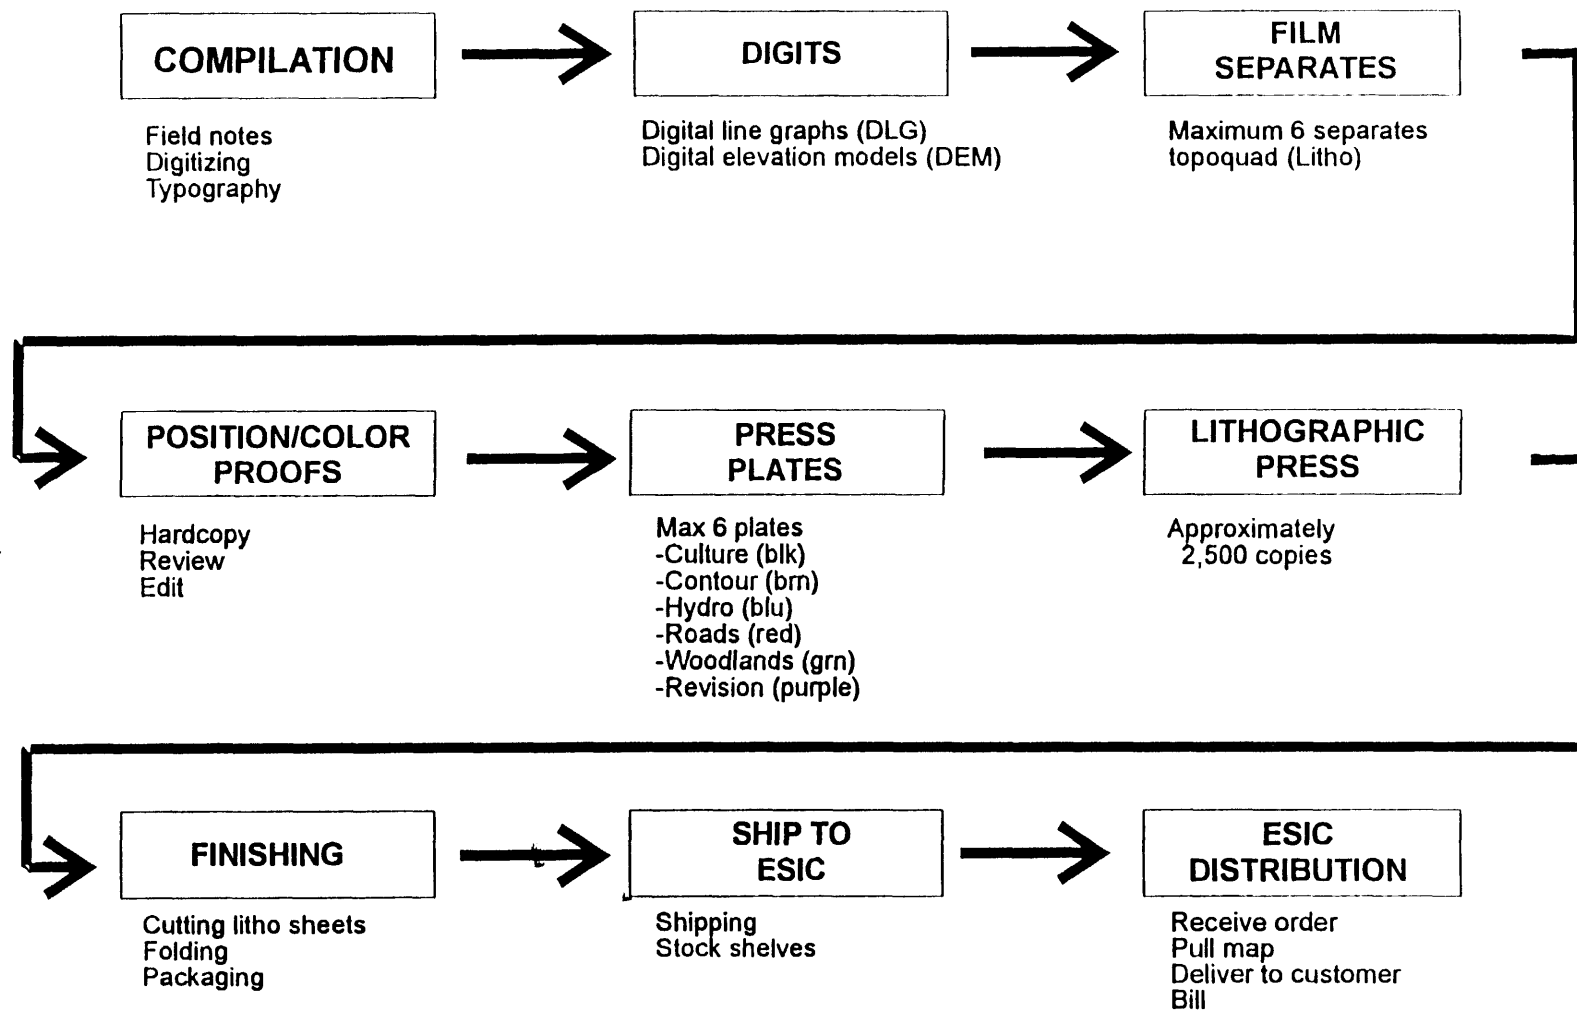 COMPILATION
Field notes
Digitizing
Typography
DIGITS
Digital line graphs (DLG)
Digital elevation models (DEM)
FILM
SEPARATES
Maximum 6 separates
topoquad (Litho)
POSITION/COLOR
PROOFS
Hardcopy
Review
Edit
PRESS
PLATES
Max 6 plates
-Culture (blk)
-Contour (brn)
-Hydro (blu)
-Roads (red)
-Woodlands (grn)
-Revision (purple)
LITHOGRAPHIC
PRESS
Approximately
2,500 copies
FINISHING
Cutting litho sheets
Folding
Packaging
SHIP TO
ESIC
Shipping
Stock shelves
ESIC
DISTRIBUTION
Receive order
Pull map
Deliver to customer
Bill